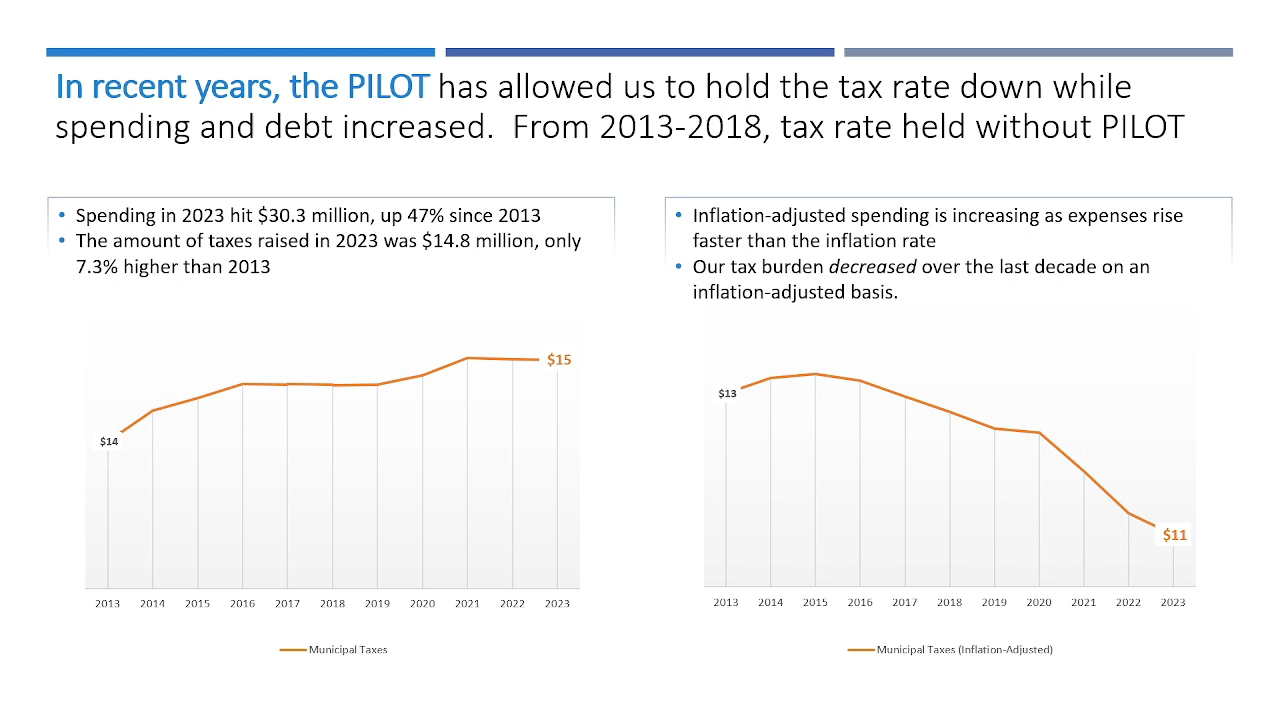 In recent years, the PILOT has allowed us to hold the tax rate down while
spending and debt increased.  From 2013-2018, tax rate held without PILOT
• Spending in 2023 hit $30.3 million, up 47% since 2013
• The amount of taxes raised in 2023 was $14.8 million, only
7.3% higher than 2013
• Inflation-adjusted spending is increasing as expenses rise
faster than the inflation rate
• Our tax burden decreased over the last decade on an
inflation-adjusted basis.
$15
$14
2013 2014 2015 2016 2017 2018 2019 2020 2021 2022 2023
Municipal Taxes
$13
$11
2013 2014 2015 2016 2017 2018 2019 2020 2021 2022 2023
Municipal Taxes (Inflation-Adjusted)